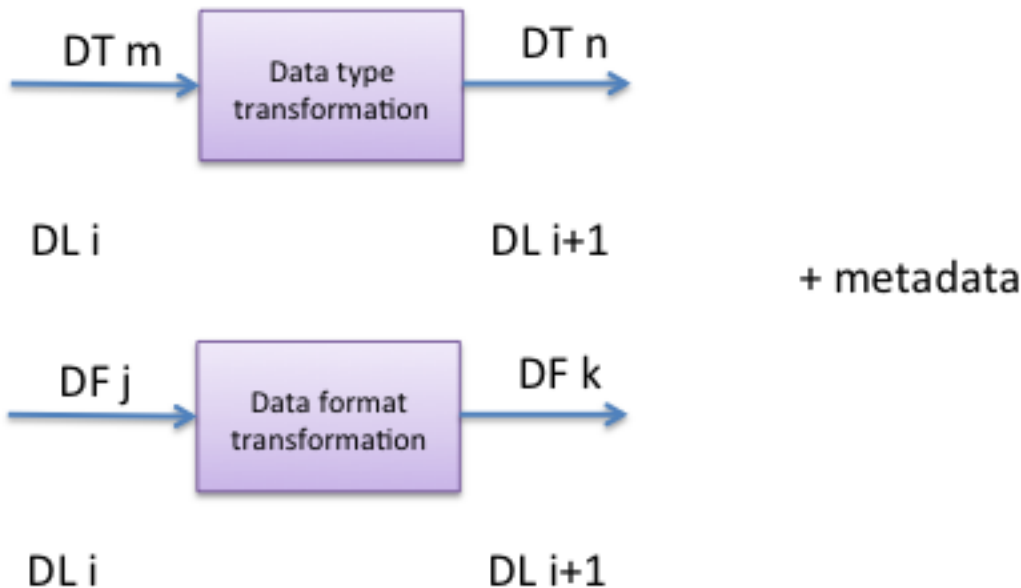 DT m
Data type
transformation
DT n
DL i
DL i+1
+ metadata
DF j
Data format
transformation
DF k
DL i
DL i+1